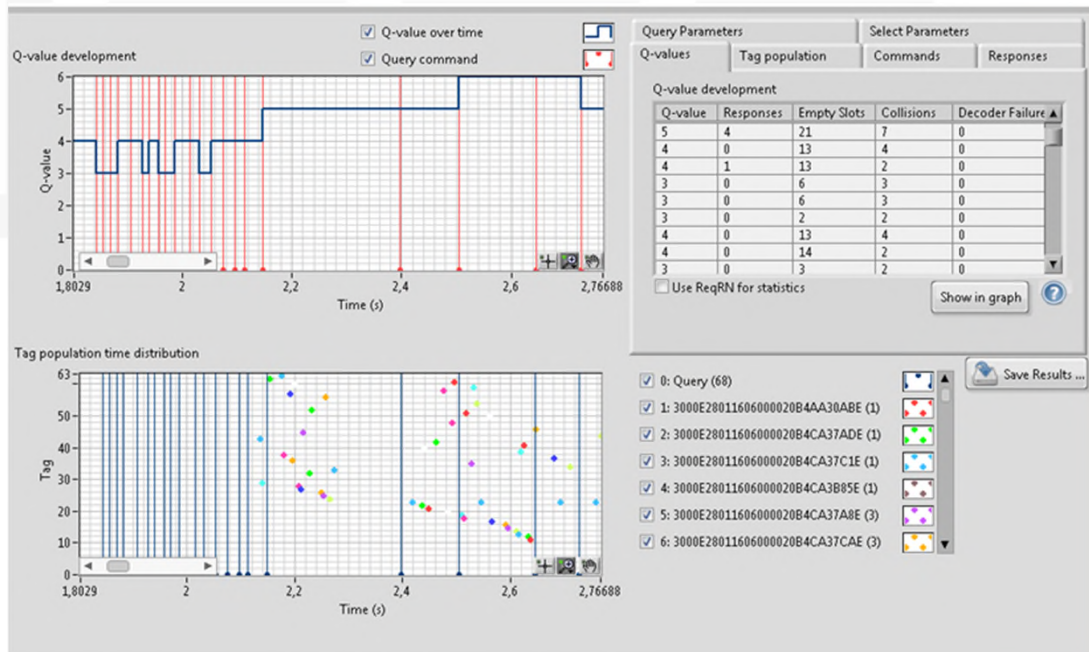 Q-value over time
Query command
Q-value development
6
5
4
3
2
1
0
Q-value
1,8029
2
2,2
2,4
2,6
2,76688
Time (s)
Query Parameters
Select Parameters
Q-values
Tag population
Commands
Responses
Q-value development
Q-value Responses Empty Slots Collisions Decoder Failure
5 4 21 7 0
4 0 13 4 0
4 1 13 2 0
3 0 6 3 0
3 0 6 3 0
3 0 2 2 0
4 0 13 4 0
4 0 14 2 0
3 0 3 2 0
Use ReqRN for statistics
Show in graph
?
Tag population time distribution
63
50
40
30
20
10
0
Tag
1,8029
2
2,2
2,4
2,6
2,76688
Time (s)
0: Query (68)
1: 3000E28011606000020B4AA30ABE (1)
2: 3000E28011606000020B4CA37ADE (1)
3: 3000E28011606000020B4CA37C1E (1)
4: 3000E28011606000020B4CA3B85E (1)
5: 3000E28011606000020B4CA37A8E (3)
6: 3000E28011606000020B4CA37CAE (3)
Save Results ...